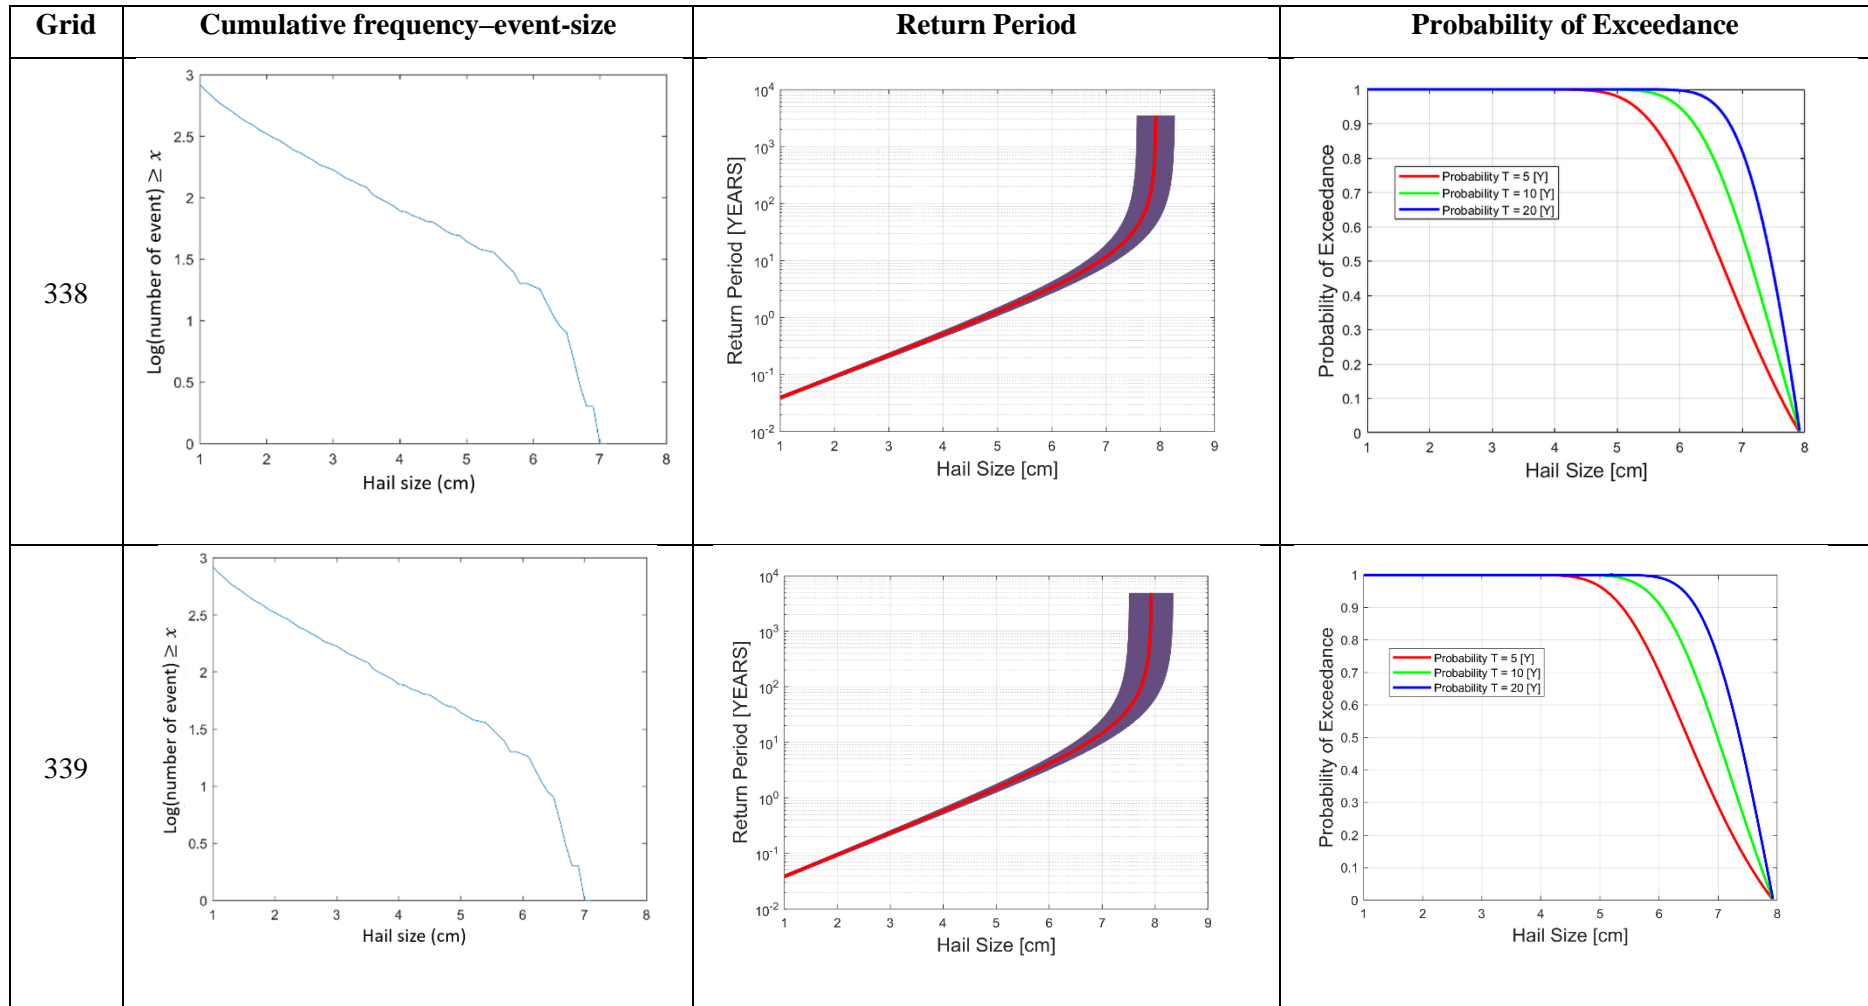 Grid Cumulative frequency–event-size Return Period Probability of Exceedance
338
3
2.5
2
1.5
1
0.5
0
1 2 3 4 5 6 7 8
Log(number of event) ≥ x
Hail size (cm)
10^4
10^3
10^2
10^1
10^0
10^-1
10^-2
1 2 3 4 5 6 7 8 9
Return Period [YEARS]
Hail Size [cm]
1
0.9
0.8
0.7
0.6
0.5
0.4
0.3
0.2
0.1
0
1 2 3 4 5 6 7 8
Probability of Exceedance
Hail Size [cm]
Probability T = 5 [Y]
Probability T = 10 [Y]
Probability T = 20 [Y]
339
3
2.5
2
1.5
1
0.5
0
1 2 3 4 5 6 7 8
Log(number of event) ≥ x
Hail size (cm)
10^4
10^3
10^2
10^1
10^0
10^-1
10^-2
1 2 3 4 5 6 7 8 9
Return Period [YEARS]
Hail Size [cm]
1
0.9
0.8
0.7
0.6
0.5
0.4
0.3
0.2
0.1
0
1 2 3 4 5 6 7 8
Probability of Exceedance
Hail Size [cm]
Probability T = 5 [Y]
Probability T = 10 [Y]
Probability T = 20 [Y]